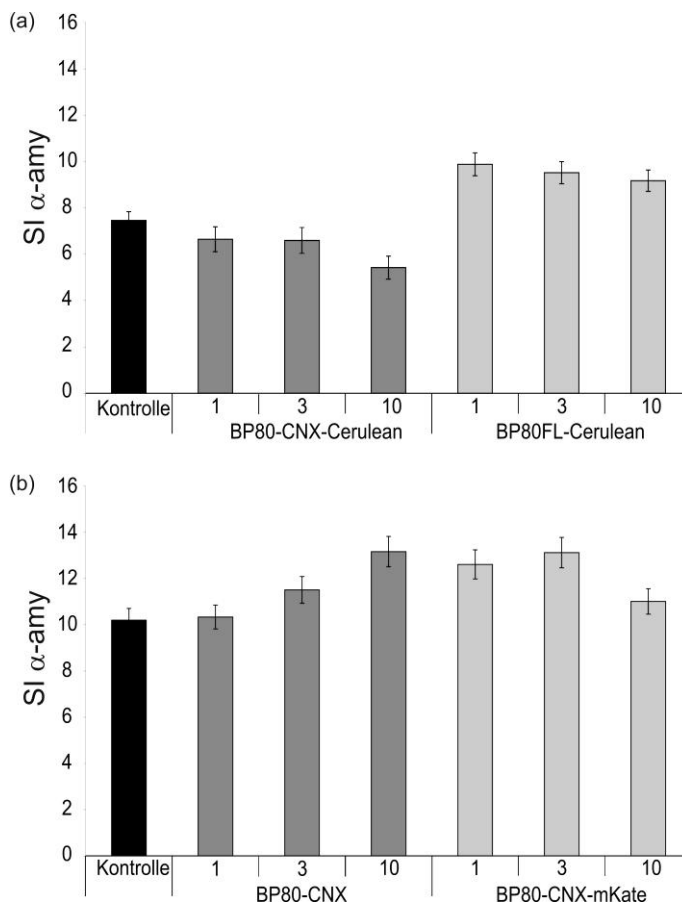 (a)
16
14
12
10
8
6
4
2
0
SI α-amy
Kontrolle 1 3 10 1 3 10
BP80-CNX-Cerulean BP80FL-Cerulean
(b)
16
14
12
10
8
6
4
2
0
SI α-amy
Kontrolle 1 3 10 1 3 10
BP80-CNX BP80-CNX-mKate